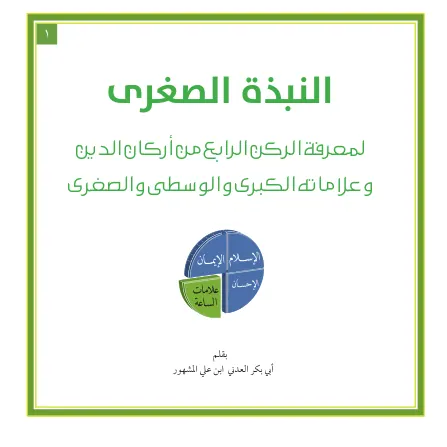 ١
النبذة الصغرى
لمعرفة الركن الرابع من أركان الدين
وعلاماته الكبرى والوسطى والصغرى
الإسلام
الإيمان
الإحسان
علامات
الساعة
بقلم
أبي بكر العدني ابن علي المشهور